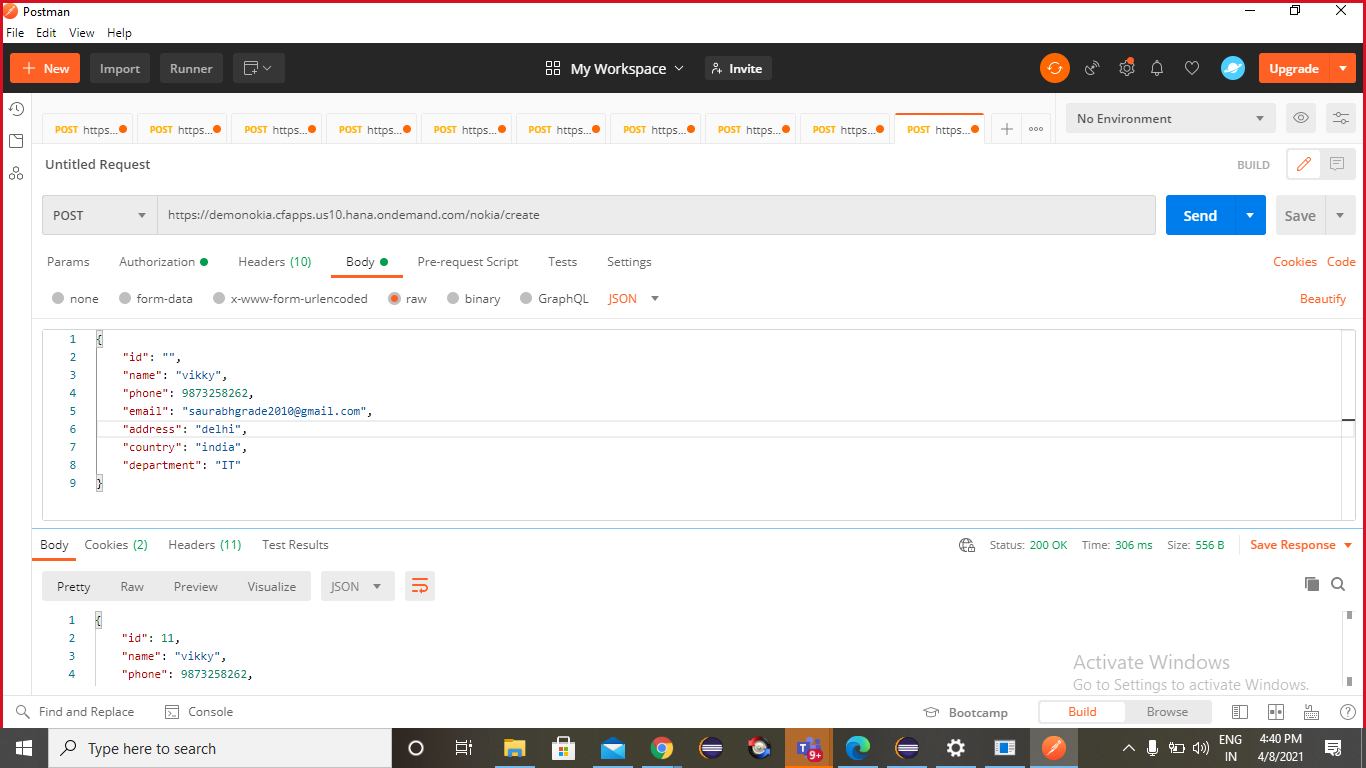 Postman
File Edit View Help
+ New Import Runner My Workspace Invite Upgrade
POST https... POST https... POST https... POST https... POST https... POST https... POST https... POST https... POST https... POST https... No Environment
Untitled Request BUILD
POST https://demonokia.cfapps.us10.hana.ondemand.com/nokia/create Send Save
Params Authorization Headers (10) Body Pre-request Script Tests Settings Cookies Code
none form-data x-www-form-urlencoded raw binary GraphQL JSON Beautify
1 {
2 "id": "",
3 "name": "vikky",
4 "phone": 9873258262,
5 "email": "saurabhgrade2010@gmail.com",
6 "address": "delhi",
7 "country": "india",
8 "department": "IT"
9 }
Body Cookies (2) Headers (11) Test Results Status: 200 OK Time: 306 ms Size: 556 B Save Response
Pretty Raw Preview Visualize JSON
1 {
2 "id": 11,
3 "name": "vikky",
4 "phone": 9873258262,
Activate Windows
Go to Settings to activate Windows.
Find and Replace Console Bootcamp Build Browse
Type here to search 9+ ENG 4:40 PM
IN 4/8/2021